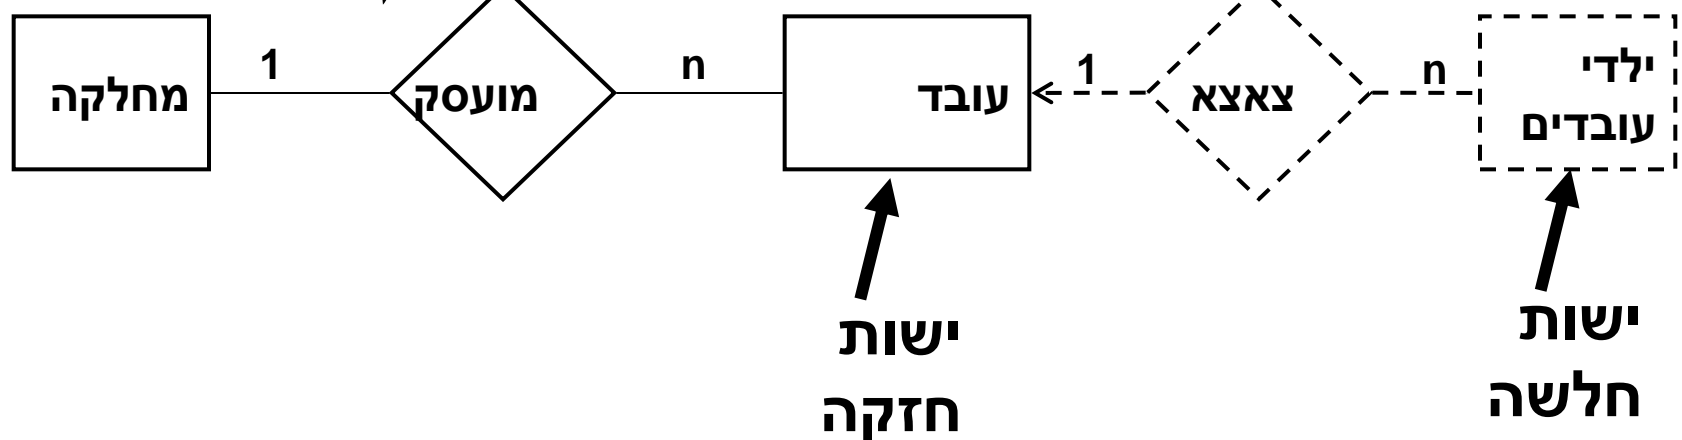 ילדי
עובדים
n
צאצא
1
עובד
n
מועסק
1
מחלקה
ישות
חלשה
ישות
חזקה